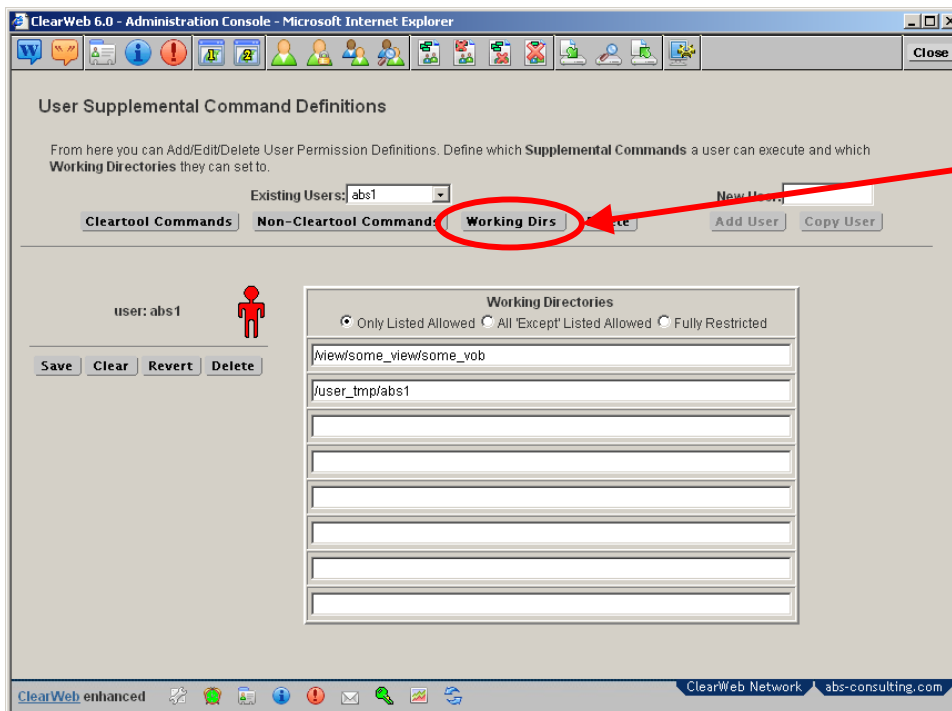 ClearWeb 6.0 - Administration Console - Microsoft Internet Explorer
Close
User Supplemental Command Definitions
From here you can Add/Edit/Delete User Permission Definitions. Define which Supplemental Commands a user can execute and which
Working Directories they can set to.
Existing Users: abs1 New User:
Cleartool Commands Non-Cleartool Commands Working Dirs Delete Add User Copy User
user: abs1
Save Clear Revert Delete
Working Directories
Only Listed Allowed All 'Except' Listed Allowed Fully Restricted
/view/some_view/some_vob
/user_tmp/abs1
ClearWeb enhanced
ClearWeb Network abs-consulting.com